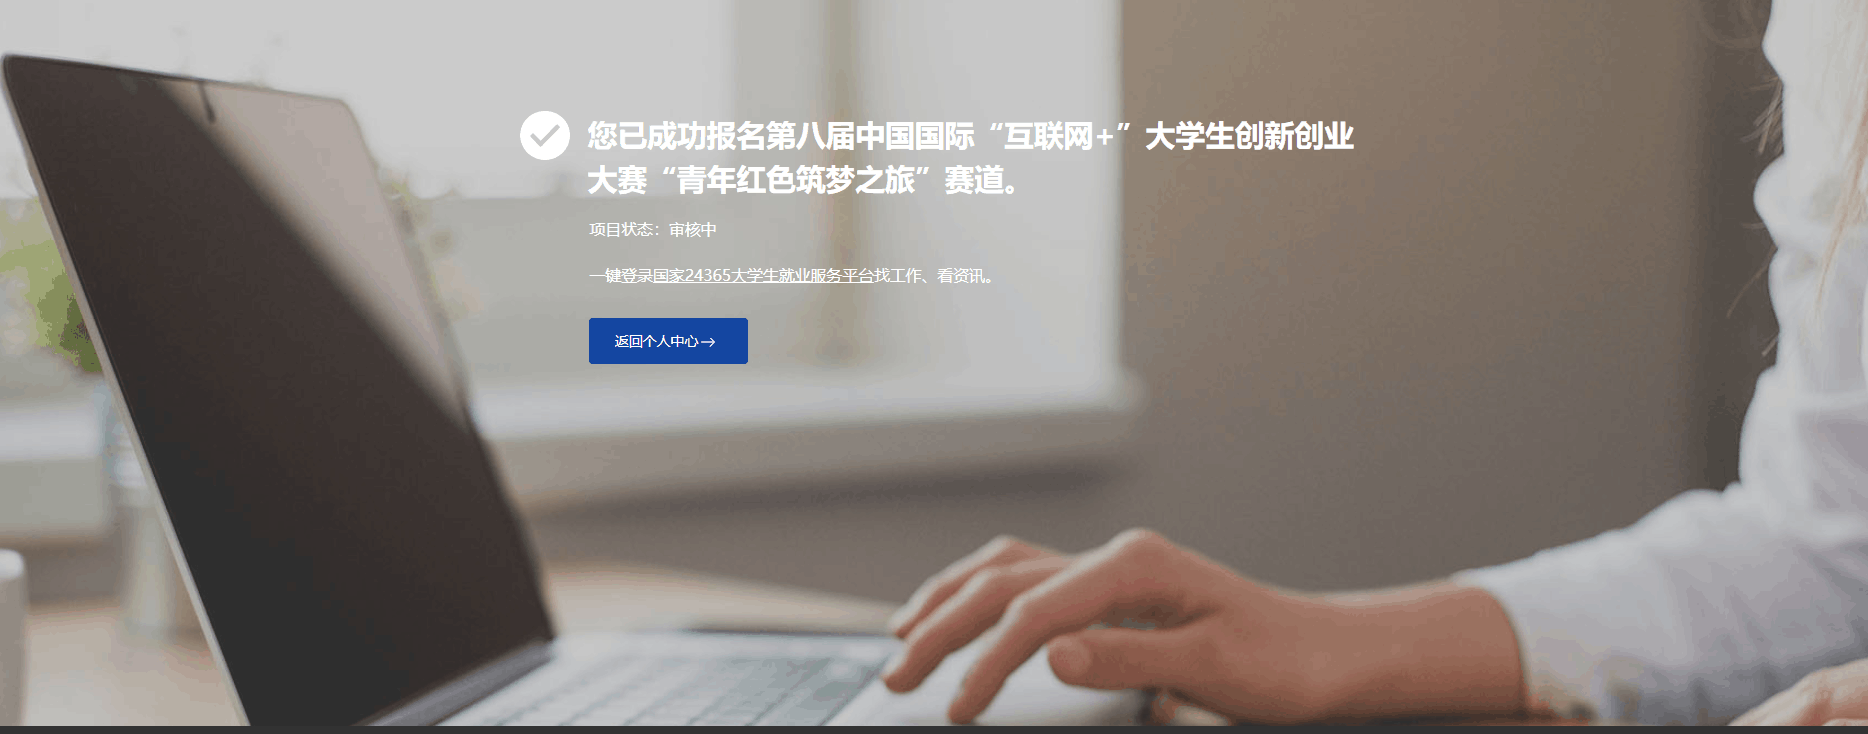 您已成功报名第八届中国国际“互联网+”大学生创新创业
大赛“青年红色筑梦之旅”赛道。
项目状态：审核中
一键登录国家24365大学生就业服务平台找工作、看资讯。
返回个人中心→